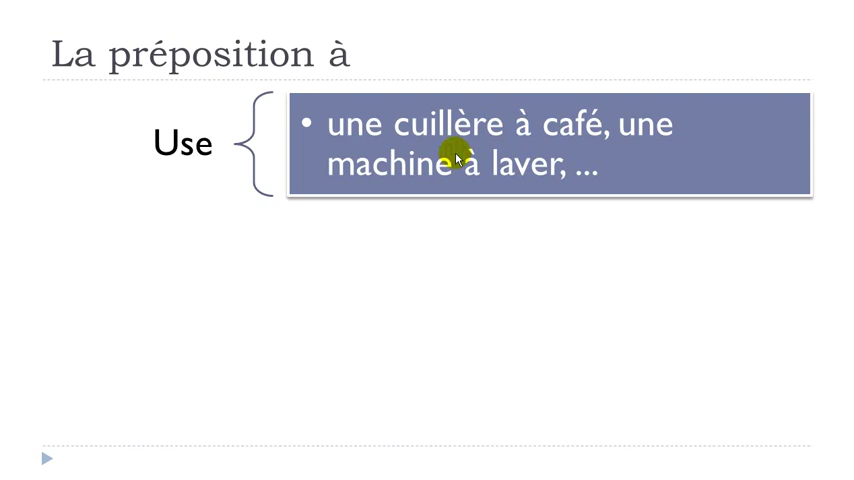 La préposition à
Use
• une cuillère à café, une
machine à laver, ...